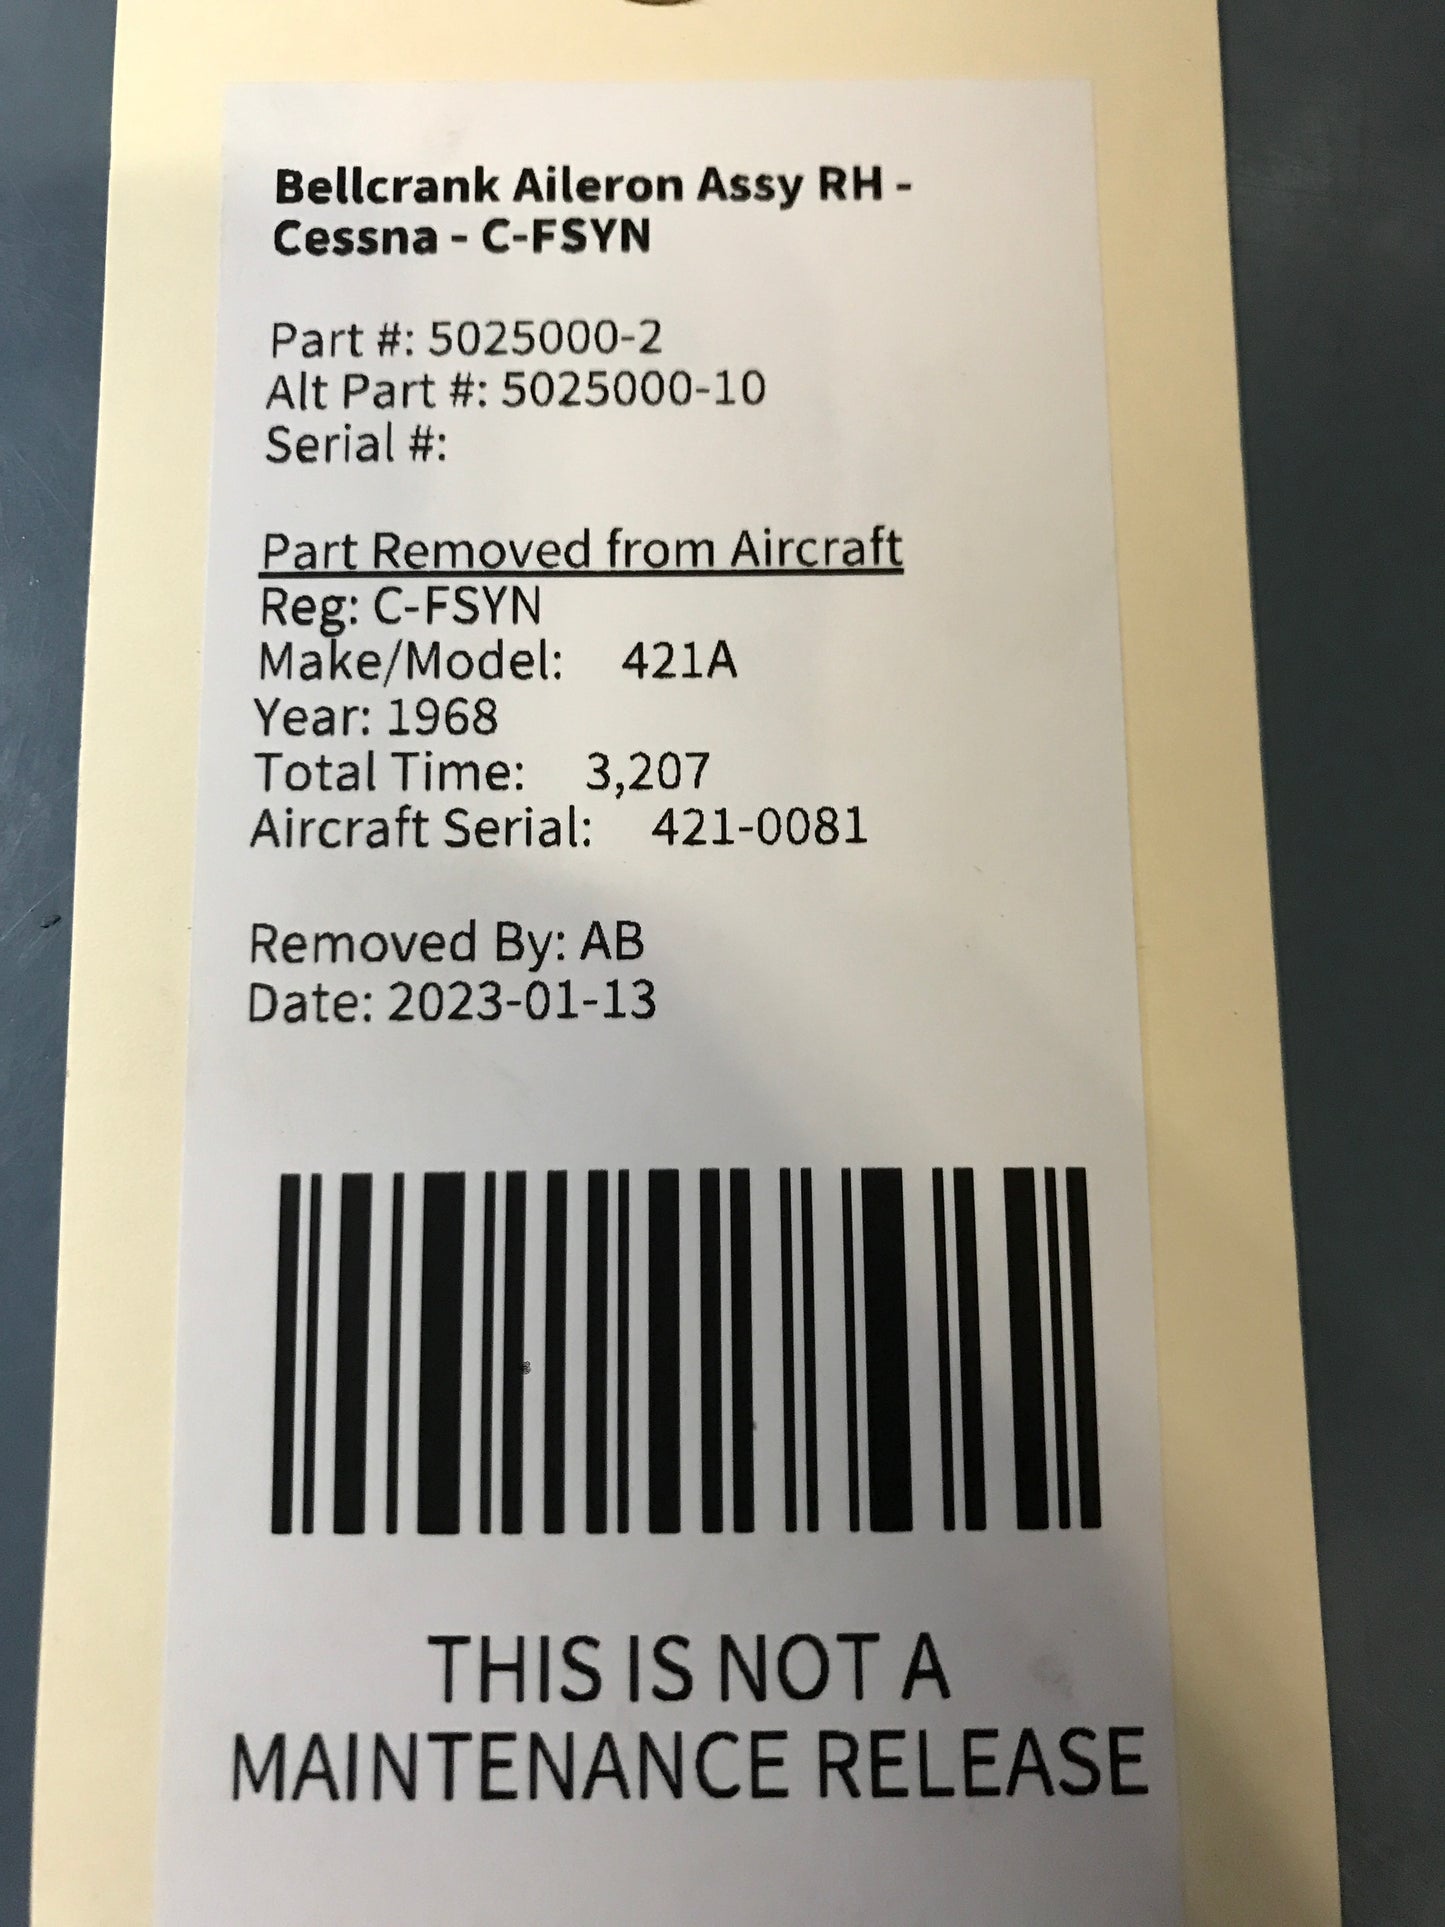 Bellcrank Aileron Assy RH -
Cessna - C-FSYN
Part #: 5025000-2
Alt Part #: 5025000-10
Serial #:
Part Removed from Aircraft
Reg: C-FSYN
Make/Model: 421A
Year: 1968
Total Time: 3,207
Aircraft Serial: 421-0081
Removed By: AB
Date: 2023-01-13
THIS IS NOT A
MAINTENANCE RELEASE